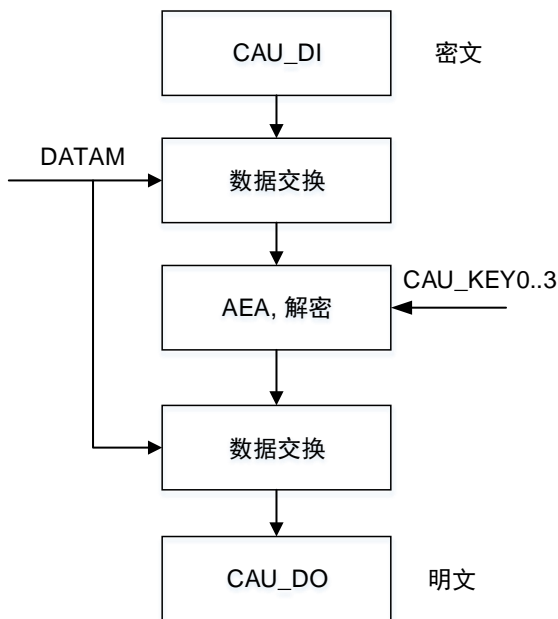 CAU_DI 密文
DATAM
数据交换
CAU_KEY0..3
AEA, 解密
数据交换
CAU_DO 明文